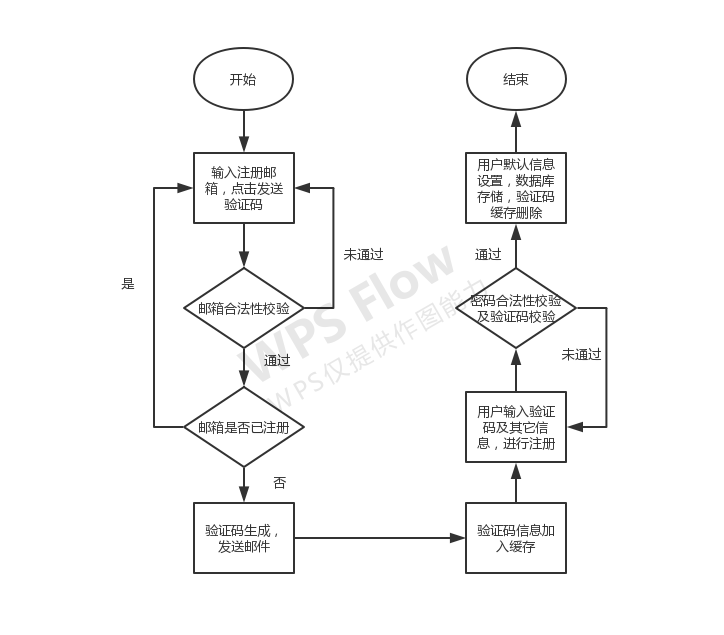 开始
输入注册邮
箱，点击发送
验证码
未通过
是
邮箱合法性校验
通过
邮箱是否已注册
否
验证码生成，
发送邮件
验证码信息加
入缓存
用户输入验证
码及其它信
息，进行注册
未通过
密码合法性校验
及验证码校验
通过
用户默认信息
设置，数据库
存储，验证码
缓存删除
结束
WPS Flow
WPS仅提供作图能力